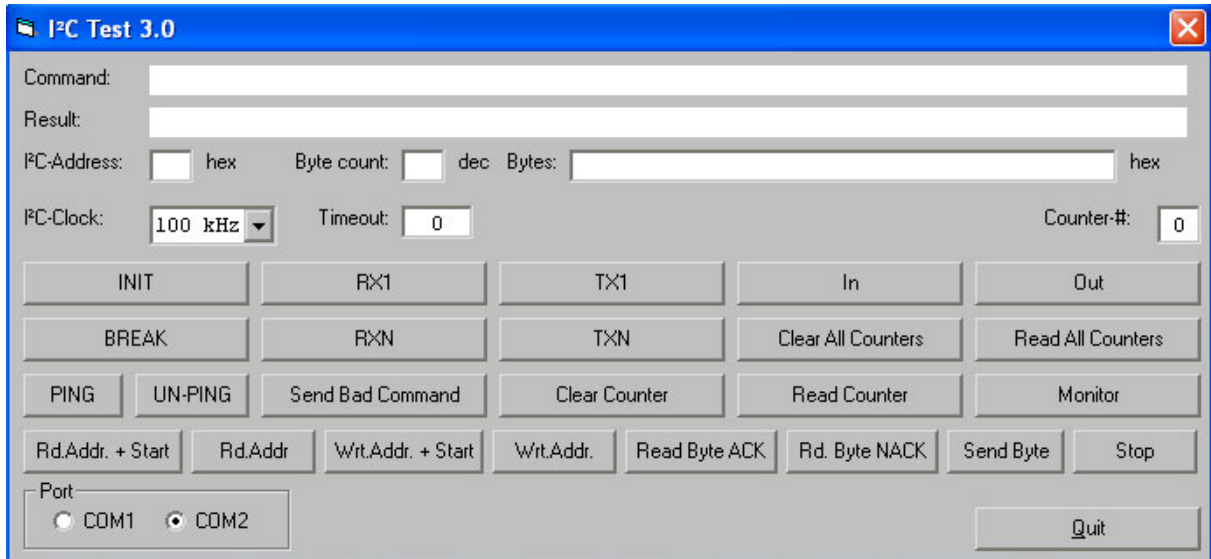 I²C Test 3.0
Command:
Result:
I²C-Address: hex Byte count: dec Bytes: hex
I²C-Clock: 100 kHz Timeout: 0 Counter-#: 0
INIT RX1 TX1 In Out
BREAK RXN TXN Clear All Counters Read All Counters
PING UN-PING Send Bad Command Clear Counter Read Counter Monitor
Rd.Addr. + Start Rd.Addr Wrt.Addr. + Start Wrt.Addr. Read Byte ACK Rd. Byte NACK Send Byte Stop
Port
COM1 COM2
Quit